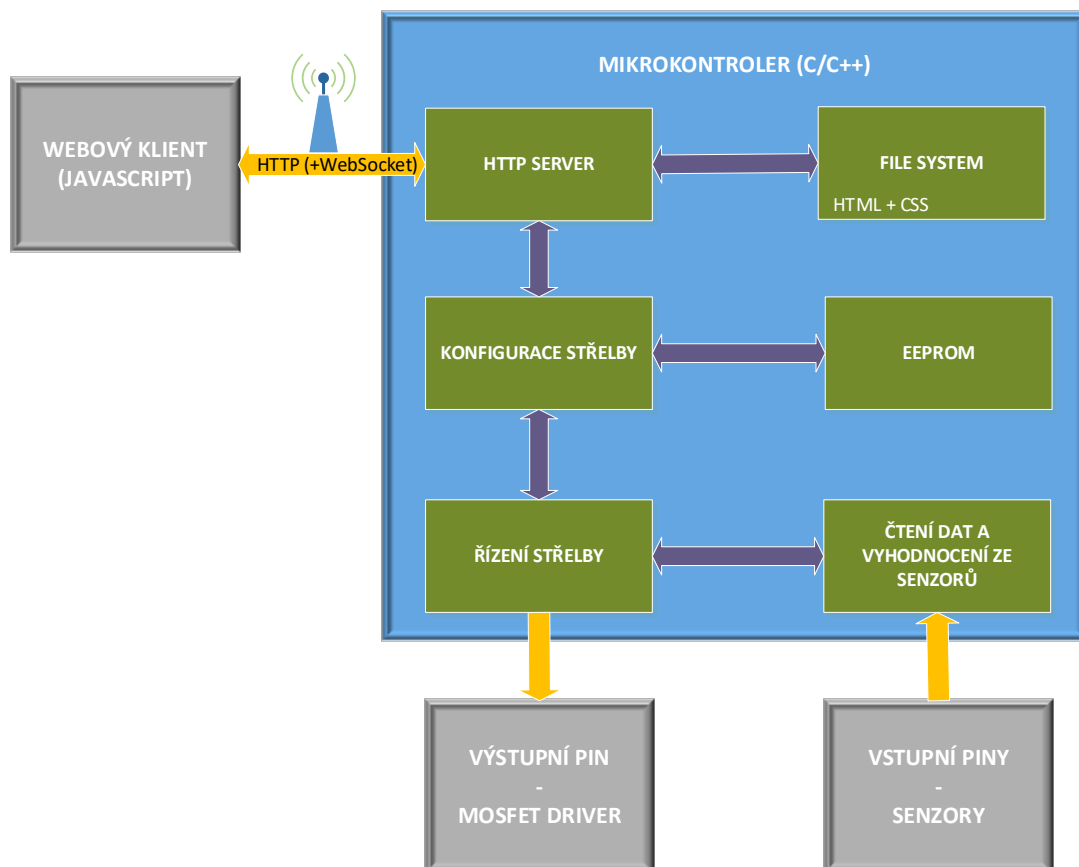 MIKROKONTROLER (C/C++)
WEBOVÝ KLIENT
(JAVASCRIPT)
HTTP (+WebSocket)
HTTP SERVER
FILE SYSTEM
HTML + CSS
KONFIGURACE STŘELBY
EEPROM
ŘÍZENÍ STŘELBY
ČTENÍ DAT A
VYHODNOCENÍ ZE
SENZORŮ
VÝSTUPNÍ PIN
-
MOSFET DRIVER
VSTUPNÍ PINY
-
SENZORY